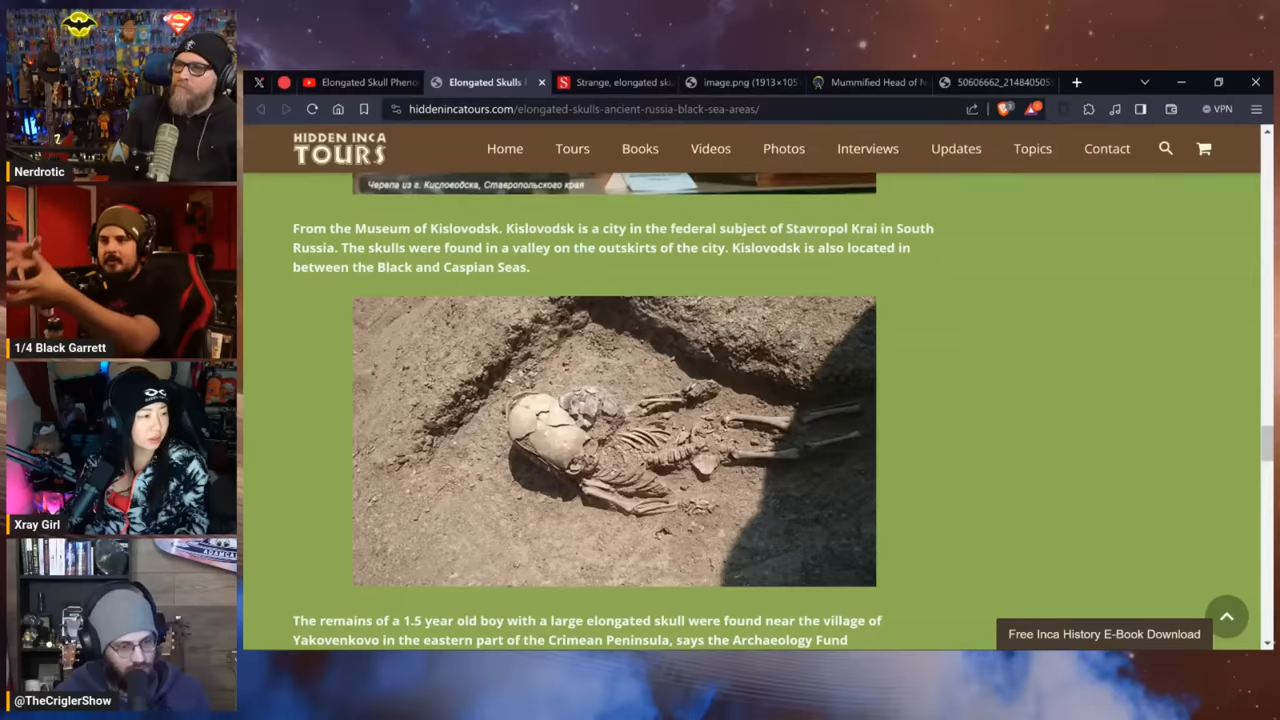 Nerdrotic
1/4 Black Garrett
Xray Girl
@TheCriglerShow
Elongated Skull Pheno
Elongated Skulls
Strange, elongated sku
image.png (1913×105
Mummified Head of N
50606662_2148405055
hiddenincatours.com/elongated-skulls-ancient-russia-black-sea-areas/
VPN
HIDDEN INCA
TOURS
Home
Tours
Books
Videos
Photos
Interviews
Updates
Topics
Contact
Черепа из г. Кисловодска, Ставропольского края
From the Museum of Kislovodsk. Kislovodsk is a city in the federal subject of Stavropol Krai in South
Russia. The skulls were found in a valley on the outskirts of the city. Kislovodsk is also located in
between the Black and Caspian Seas.
The remains of a 1.5 year old boy with a large elongated skull were found near the village of
Yakovenkovo in the eastern part of the Crimean Peninsula, says the Archaeology Fund
Free Inca History E-Book Download